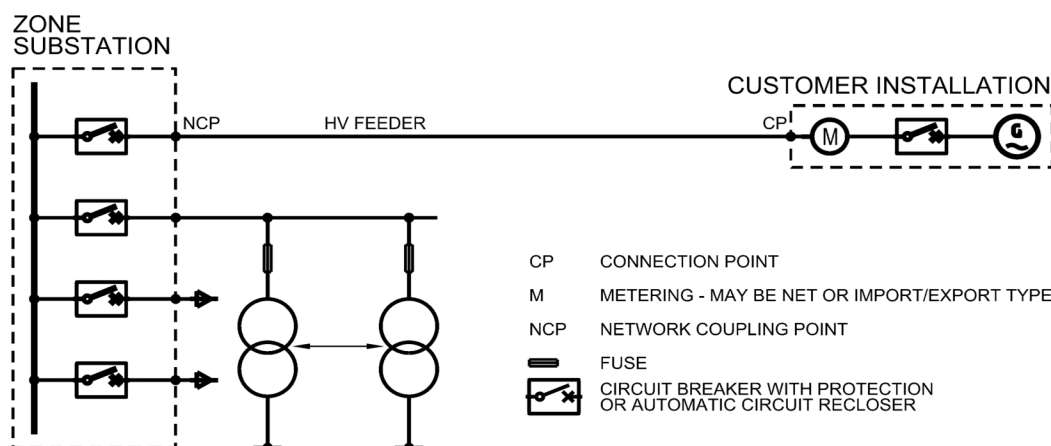 ZONE
SUBSTATION
CUSTOMER INSTALLATION
NCP
HV FEEDER
CP
M
G
CP CONNECTION POINT
M METERING - MAY BE NET OR IMPORT/EXPORT TYPE
NCP NETWORK COUPLING POINT
FUSE
CIRCUIT BREAKER WITH PROTECTION
OR AUTOMATIC CIRCUIT RECLOSER